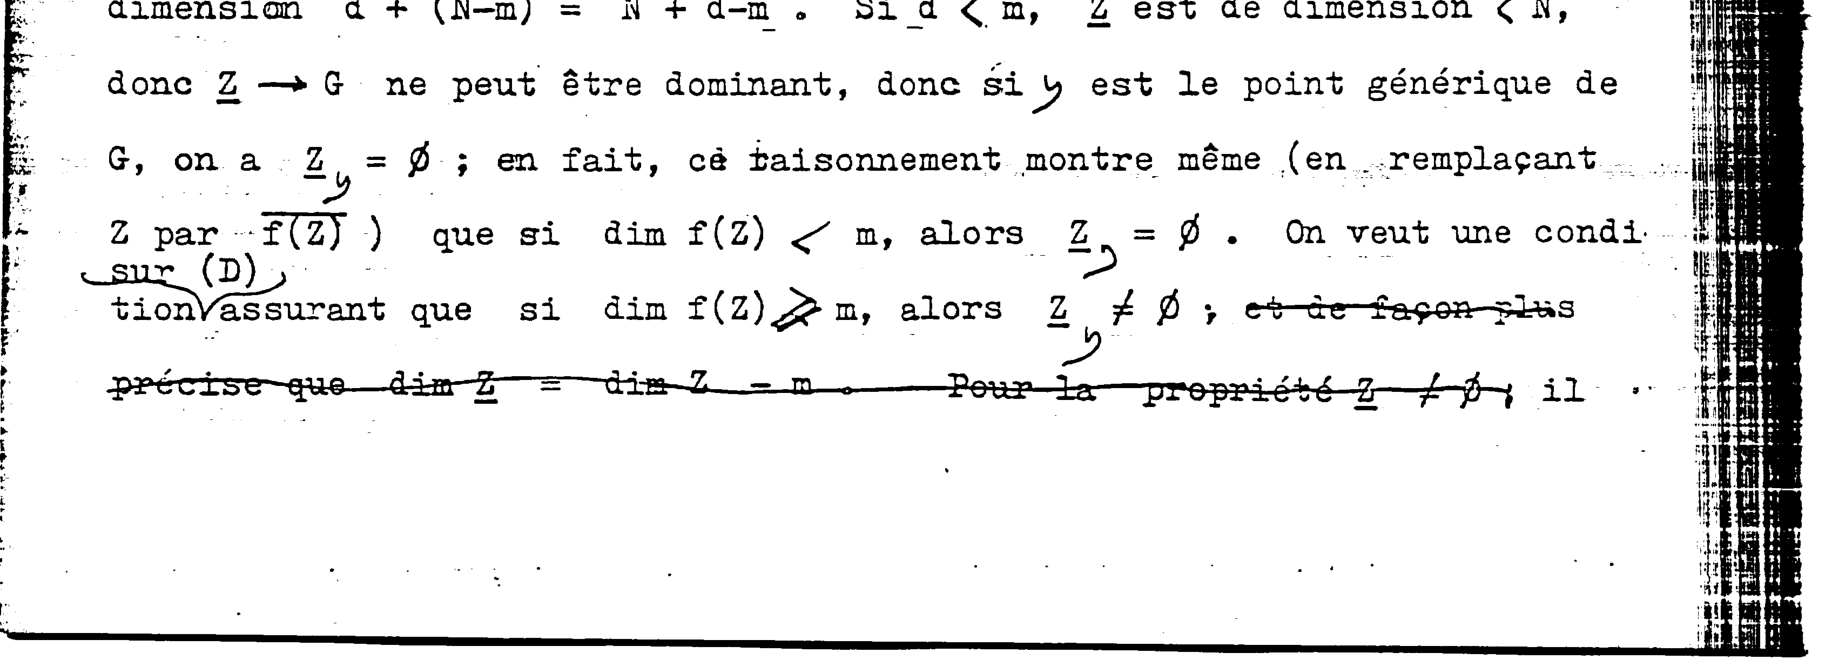 dimension d + (N-m) = N + d-m . Si d < m, Z est de dimension < N,
donc Z → G ne peut être dominant, donc si y est le point générique de
G, on a Z_y = ∅ ; en fait, ce raisonnement montre même (en remplaçant
Z par f(Z) ) que si dim f(Z) < m, alors Z_y = ∅ . On veut une condi-
sur (D)
tion assurant que si dim f(Z) ⩾ m, alors Z_y ≠ ∅ ; et de façon plus
précise que dim Z = dim Z - m . Pour la propriété Z ≠ ∅, il